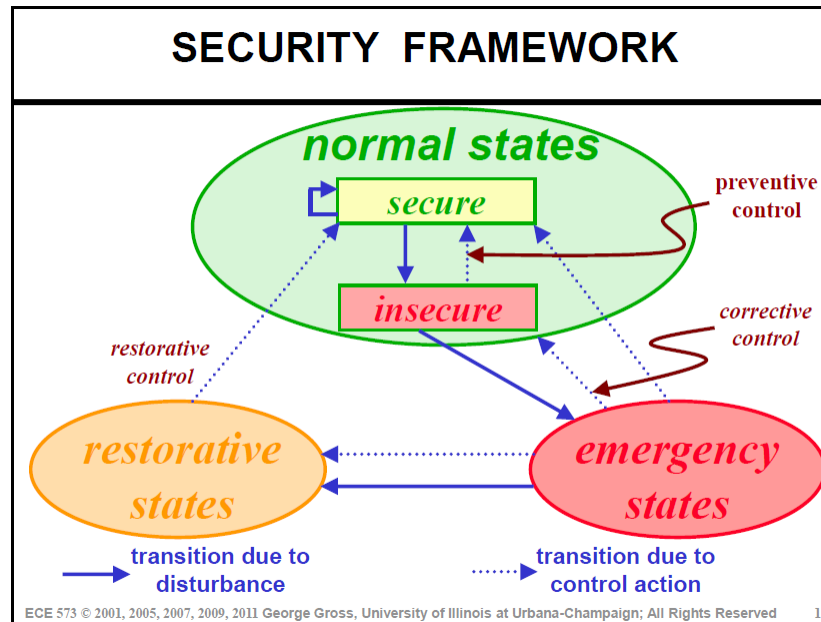 SECURITY FRAMEWORK
normal states
secure
preventive
control
insecure
corrective
control
restorative
control
restorative
states
emergency
states
transition due to
disturbance
transition due to
control action
ECE 573 © 2001, 2005, 2007, 2009, 2011 George Gross, University of Illinois at Urbana-Champaign; All Rights Reserved 1